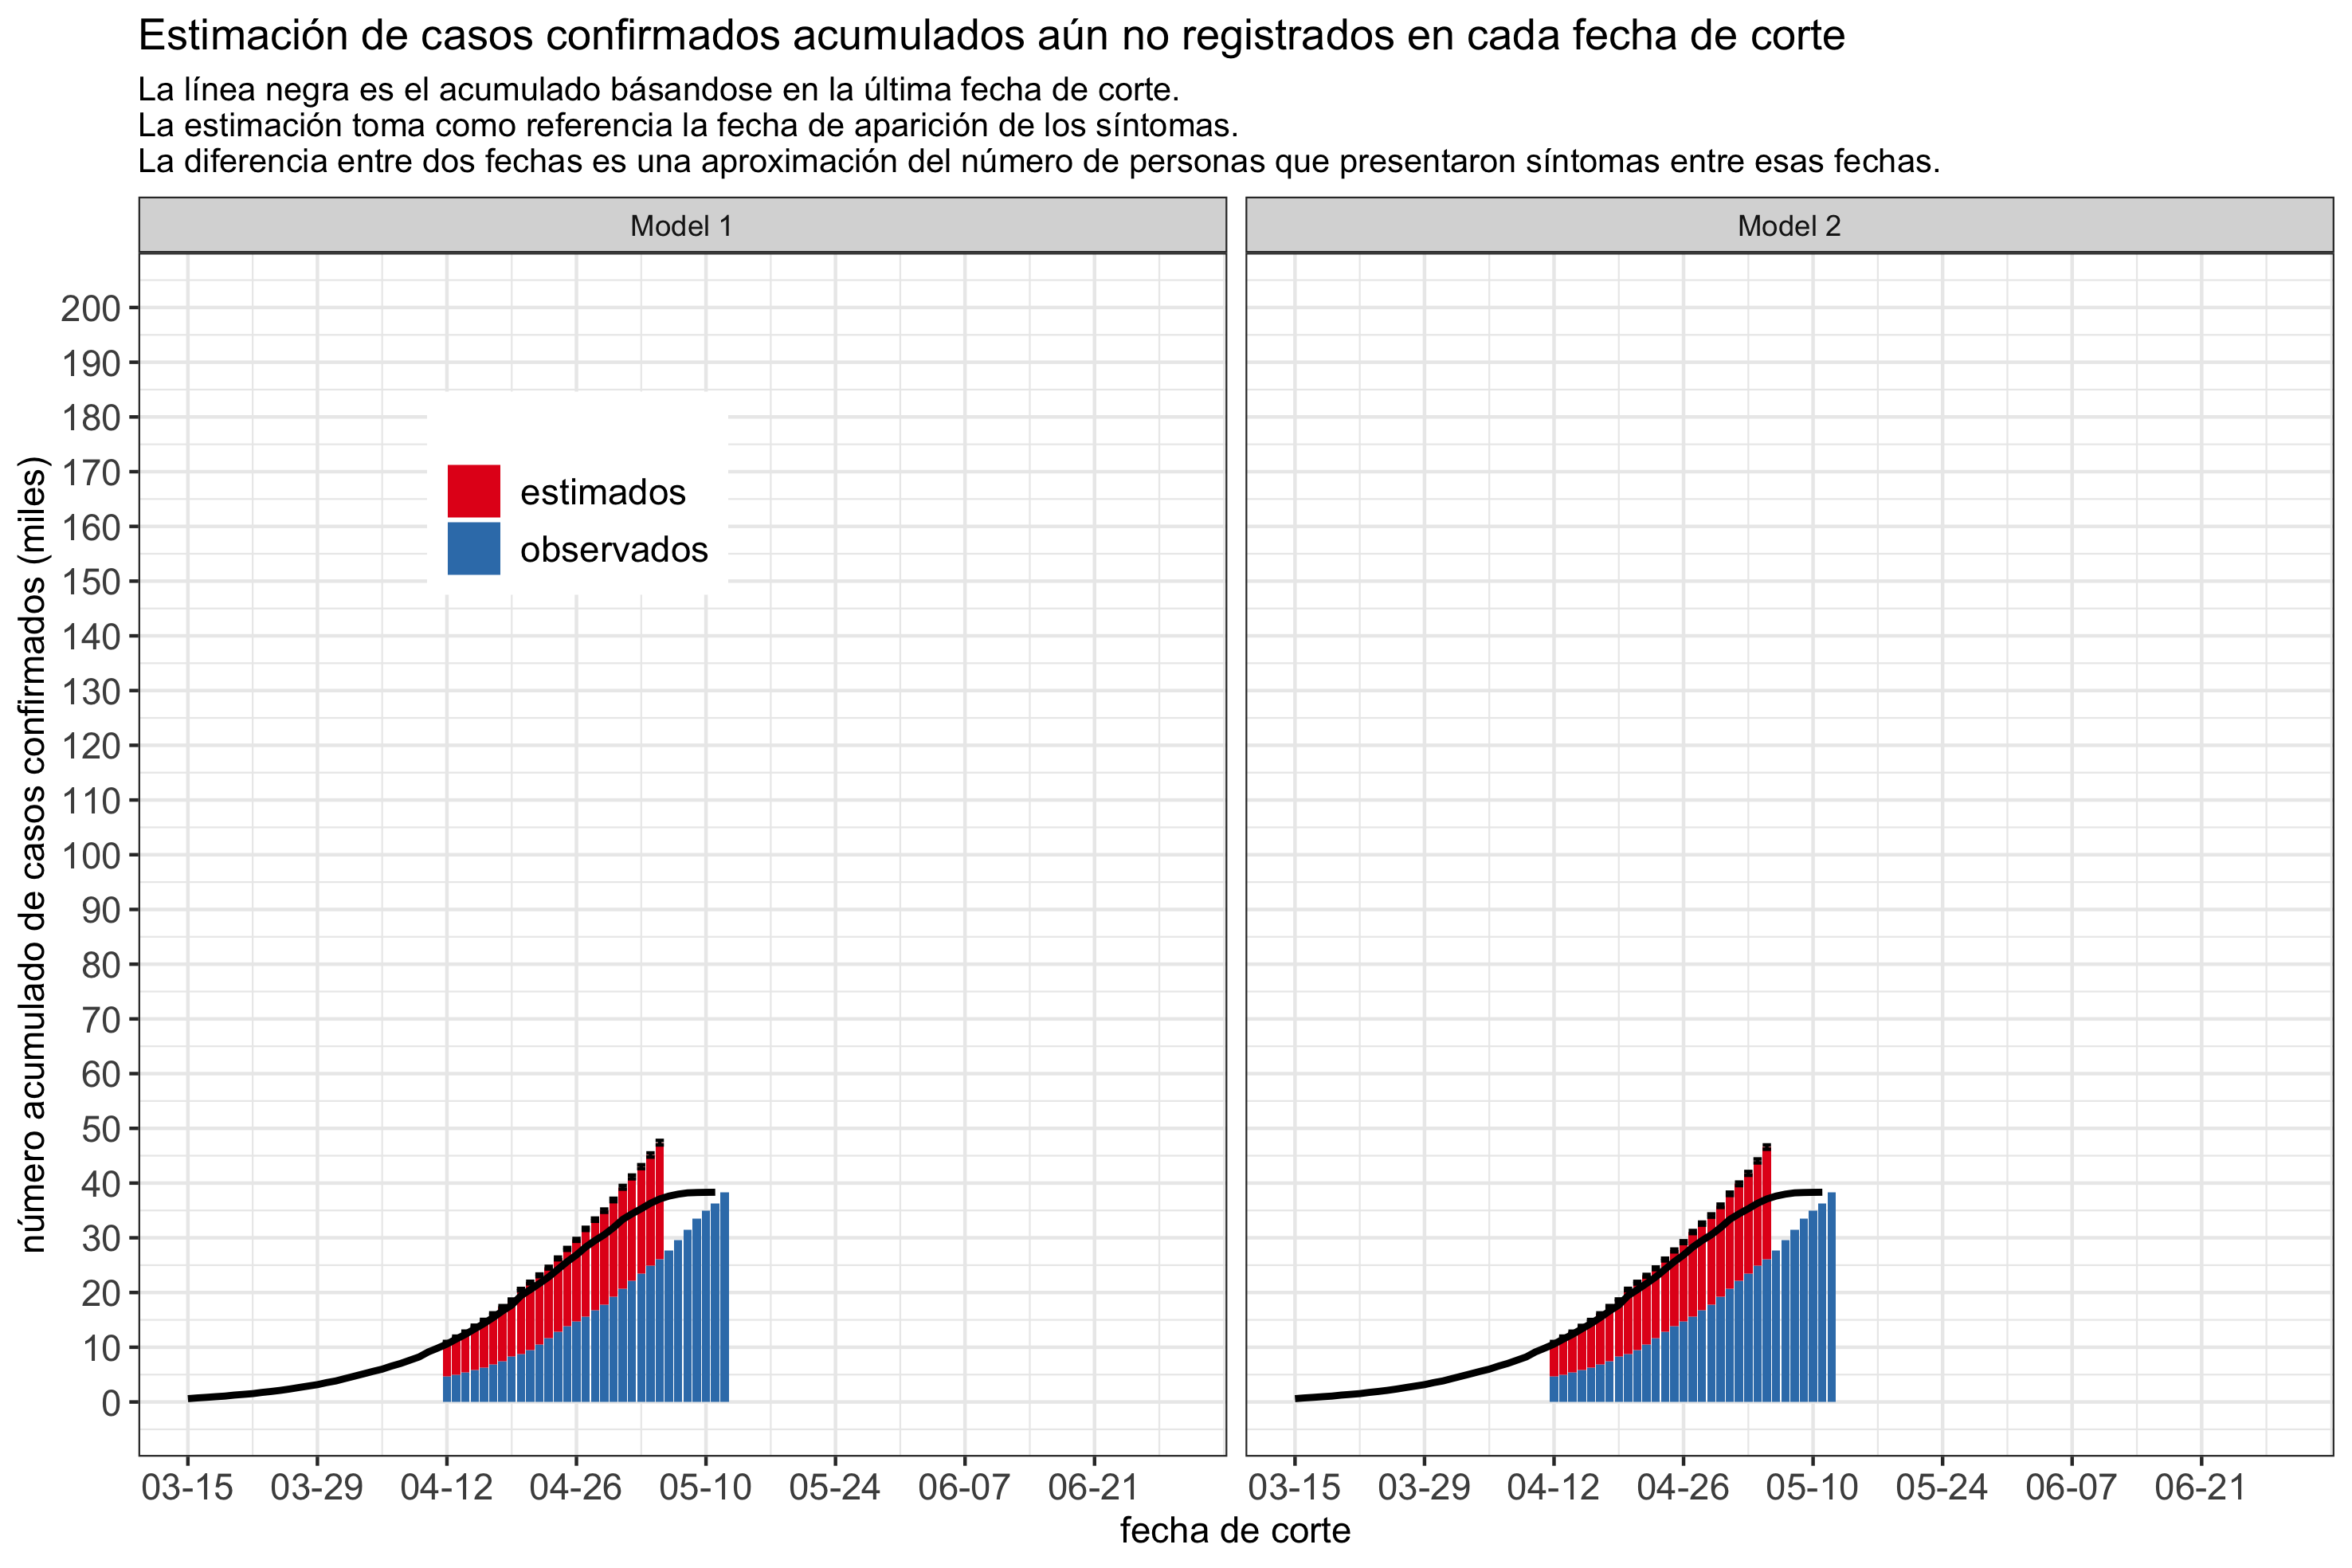 Estimación de casos confirmados acumulados aún no registrados en cada fecha de corte
La línea negra es el acumulado básandose en la última fecha de corte.
La estimación toma como referencia la fecha de aparición de los síntomas.
La diferencia entre dos fechas es una aproximación del número de personas que presentaron síntomas entre esas fechas.
Model 1
Model 2
número acumulado de casos confirmados (miles)
200
190
180
170
160
150
140
130
120
110
100
90
80
70
60
50
40
30
20
10
0
estimados
observados
03-15 03-29 04-12 04-26 05-10 05-24 06-07 06-21
03-15 03-29 04-12 04-26 05-10 05-24 06-07 06-21
fecha de corte